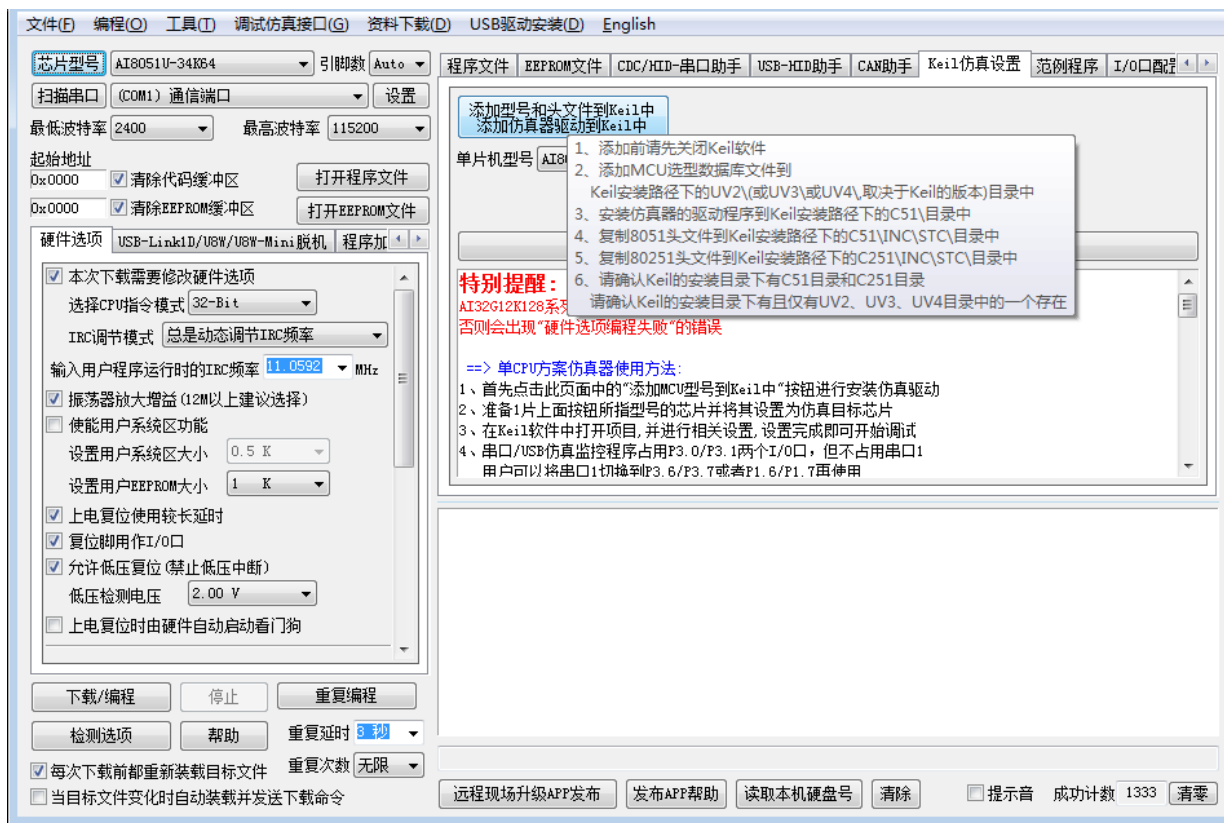 文件(F) 编程(O) 工具(T) 调试仿真接口(G) 资料下载(D) USB驱动安装(D) English
芯片型号 AI8051U-34K64 引脚数 Auto
扫描串口 (COM1) 通信端口 设置
最低波特率 2400 最高波特率 115200
起始地址
0x0000 清除代码缓冲区 打开程序文件
0x0000 清除EEPROM缓冲区 打开EEPROM文件
硬件选项 USB-Link1D/U8W/U8W-Mini脱机 程序加
本次下载需要修改硬件选项
选择CPU指令模式 32-Bit
IRC调节模式 总是动态调节IRC频率
输入用户程序运行时的IRC频率 11.0592 MHz
振荡器放大增益(12M以上建议选择)
使能用户系统区功能
设置用户系统区大小 0.5 K
设置用户EEPROM大小 1 K
上电复位使用较长延时
复位脚用作I/O口
允许低压复位(禁止低压中断)
低压检测电压 2.00 V
上电复位时由硬件自动启动看门狗
下载/编程 停止 重复编程
检测选项 帮助 重复延时 3 秒
每次下载前都重新装载目标文件 重复次数 无限
当目标文件变化时自动装载并发送下载命令
程序文件 EEPROM文件 CDC/HID-串口助手 USB-HID助手 CAN助手 Keil仿真设置 范例程序 I/O口配
添加型号和头文件到Keil中
添加仿真器驱动到Keil中
单片机型号 AI8
1、添加前请先关闭Keil软件
2、添加MCU选型数据库文件到
Keil安装路径下的UV2\(或UV3\或UV4\,取决于Keil的版本)目录中
3、安装仿真器的驱动程序到Keil安装路径下的C51\目录中
4、复制8051头文件到Keil安装路径下的C51\INC\STC\目录中
5、复制80251头文件到Keil安装路径下的C251\INC\STC\目录中
6、请确认Keil的安装目录下有C51目录和C251目录
请确认Keil的安装目录下有且仅有UV2、UV3、UV4目录中的一个存在
特别提醒:
AI32G12K128系
否则会出现"硬件选项编程失败"的错误
==> 单CPU方案仿真器使用方法:
1、首先点击此页面中的"添加MCU型号到Keil中"按钮进行安装仿真驱动
2、准备1片上面按钮所指型号的芯片并将其设置为仿真目标芯片
3、在Keil软件中打开项目,并进行相关设置,设置完成即可开始调试
4、串口/USB仿真监控程序占用P3.0/P3.1两个I/O口，但不占用串口1
用户可以将串口1切换到P3.6/P3.7或者P1.6/P1.7再使用
远程现场升级APP发布 发布APP帮助 读取本机硬盘号 清除 提示音 成功计数 1333 清零